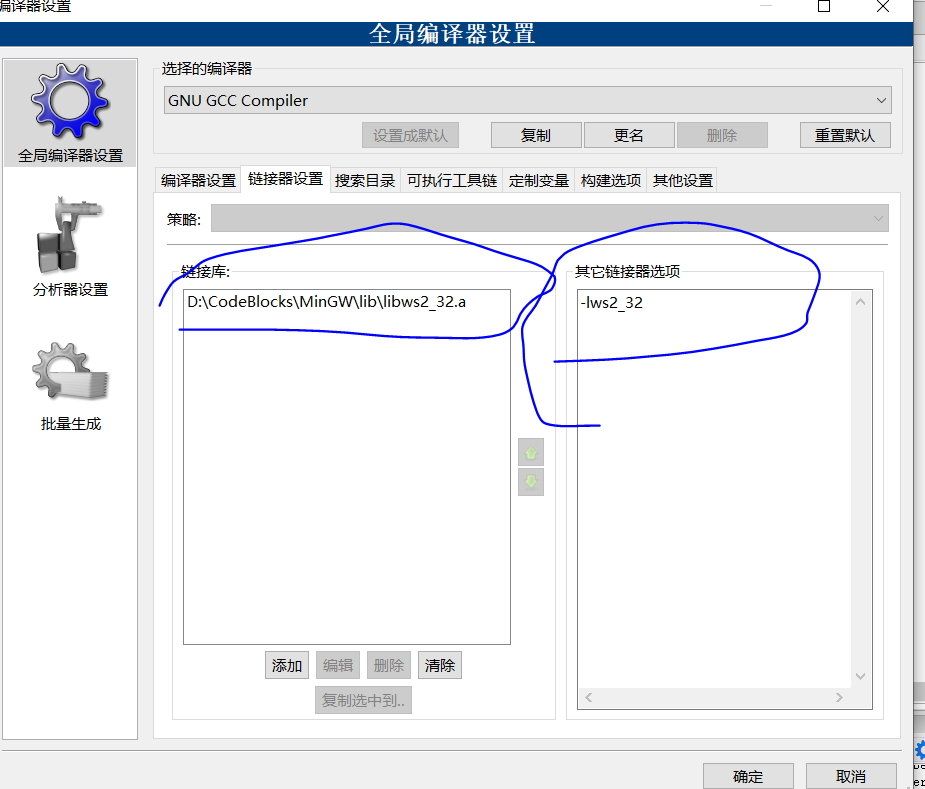 编译器设置
全局编译器设置
全局编译器设置
分析器设置
批量生成
选择的编译器
GNU GCC Compiler
设置成默认 复制 更名 删除 重置默认
编译器设置 链接器设置 搜索目录 可执行工具链 定制变量 构建选项 其他设置
策略:
链接库:
D:\CodeBlocks\MinGW\lib\libws2_32.a
添加 编辑 删除 清除
复制选中到..
其它链接器选项
-lws2_32
确定 取消